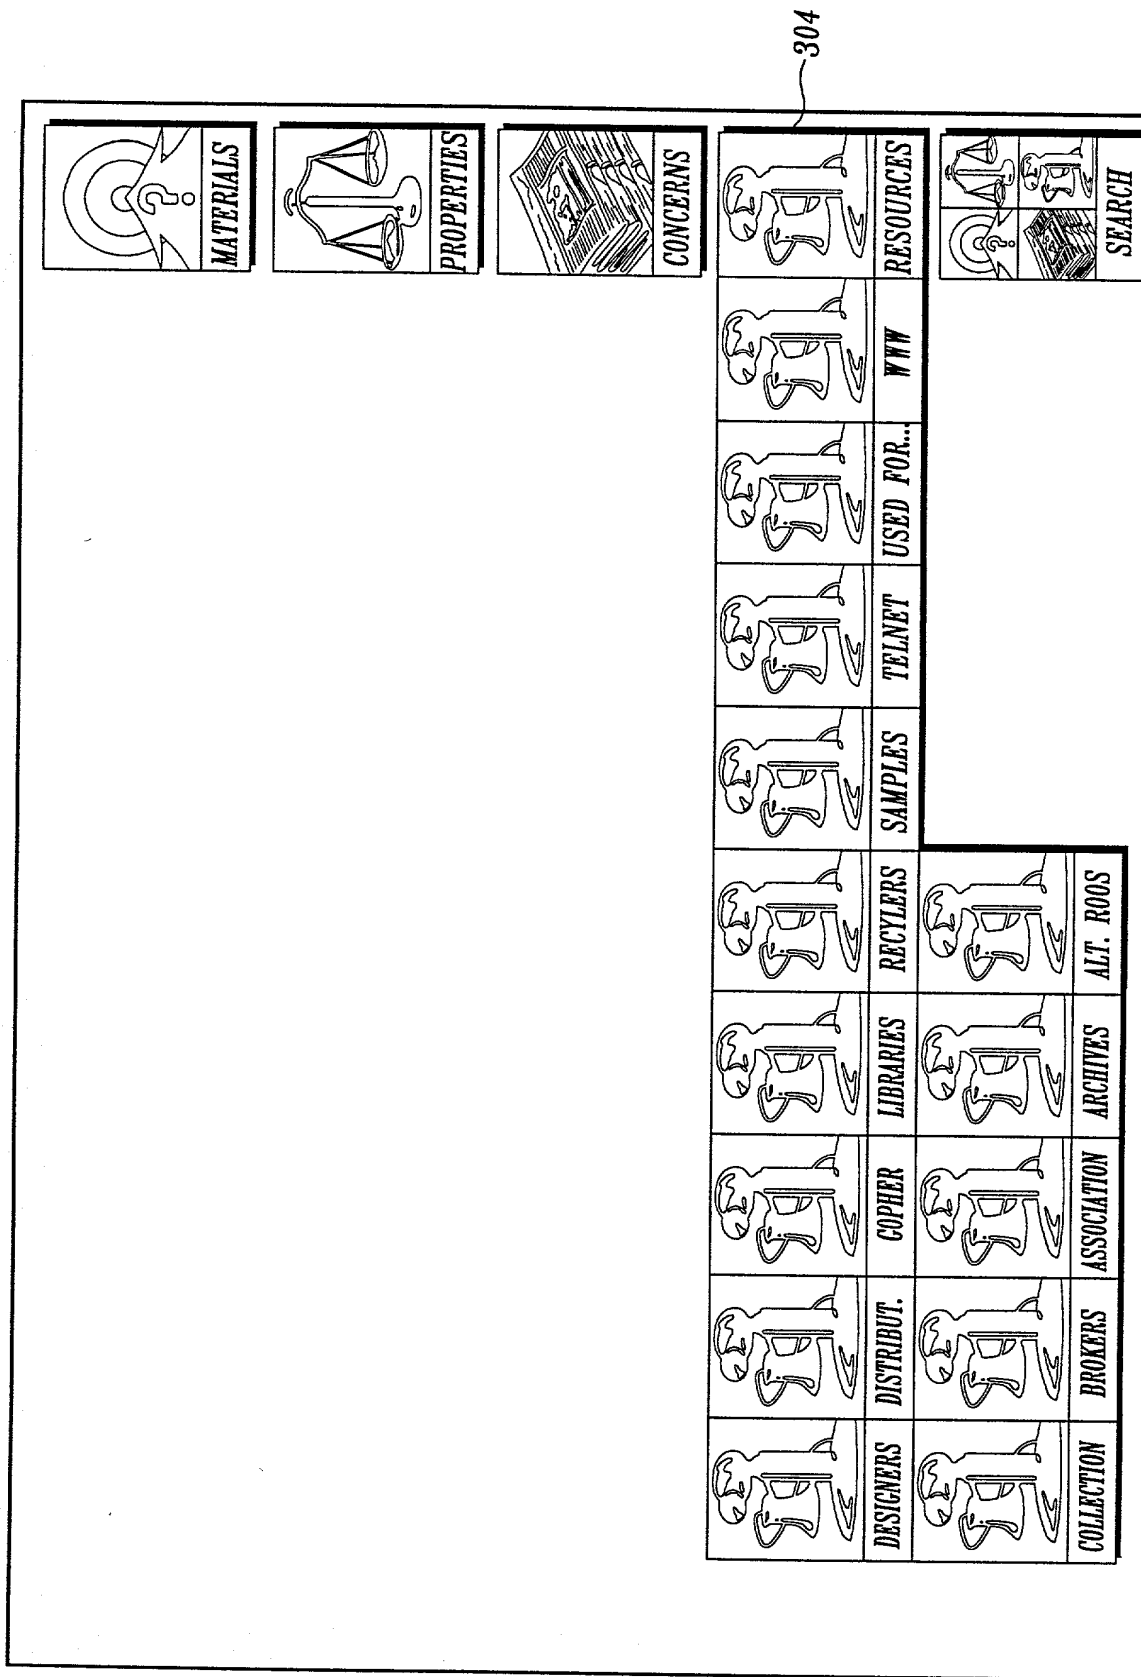 MATERIALS
PROPERTIES
CONCERNS
304
DESIGNERS
DISTRIBUT.
COPHER
LIBRARIES
RECYLERS
SAMPLES
TELNET
USED FOR...
WWW
RESOURCES
COLLECTION
BROKERS
ASSOCIATION
ARCHIVES
ALT. ROOS
SEARCH